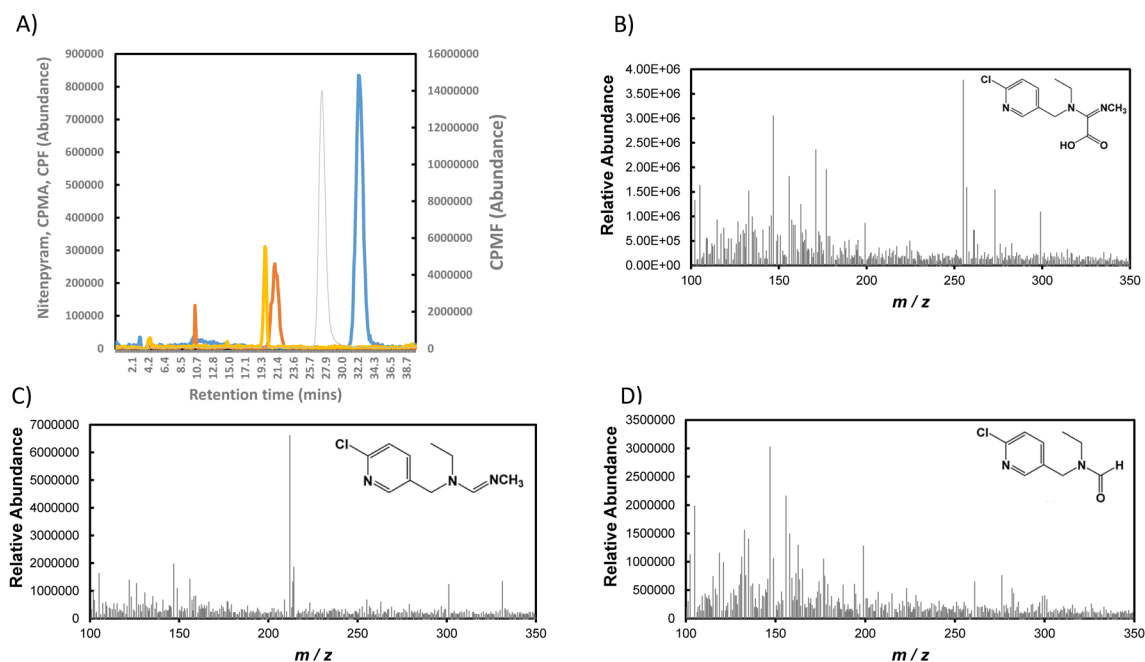 A)
Nitenpyram, CPMA, CPF (Abundance)
900000
800000
700000
600000
500000
400000
300000
200000
100000
0
16000000
14000000
12000000
10000000
8000000
6000000
4000000
2000000
0
CPMF (Abundance)
2.1 4.2 6.4 8.5 10.7 12.8 15.0 17.1 19.3 21.4 23.6 25.7 27.9 30.0 32.2 34.3 36.5 38.7
Retention time (mins)
B)
Relative Abundance
4.00E+06
3.50E+06
3.00E+06
2.50E+06
2.00E+06
1.50E+06
1.00E+06
5.00E+05
0.00E+00
100 150 200 250 300 350
m / z
Cl
N
N
NCH3
HO
O
C)
Relative Abundance
7000000
6000000
5000000
4000000
3000000
2000000
1000000
0
100 150 200 250 300 350
m / z
Cl
N
N
NCH3
D)
Relative Abundance
3500000
3000000
2500000
2000000
1500000
1000000
500000
0
100 150 200 250 300 350
m / z
Cl
N
N
H
O